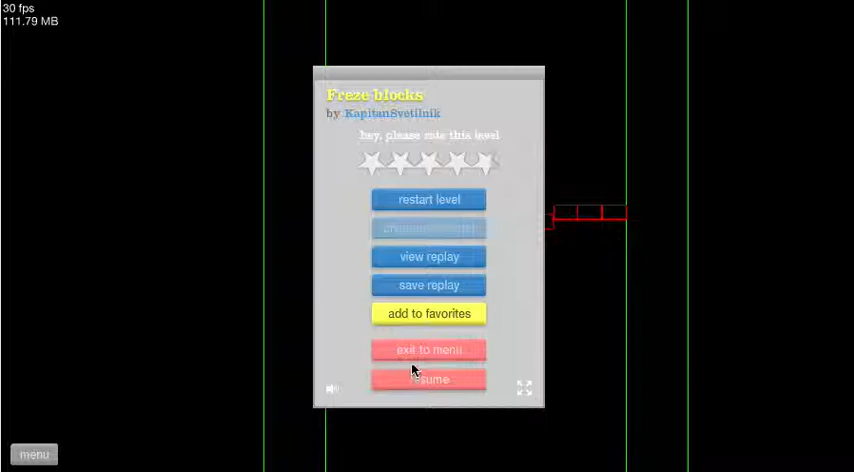 30 fps
111.79 MB
Freze blocks
by KapitanSvetilnik
hey, please rate this level
restart level
view replay
save replay
add to favorites
exit to menu
resume
menu